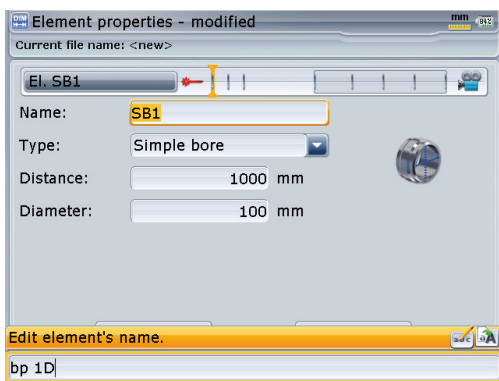 Element properties - modified
mm
84%
Current file name: <new>
El. SB1
Name: SB1
Type: Simple bore
Distance: 1000 mm
Diameter: 100 mm
Edit element's name.
abc
bp 1D